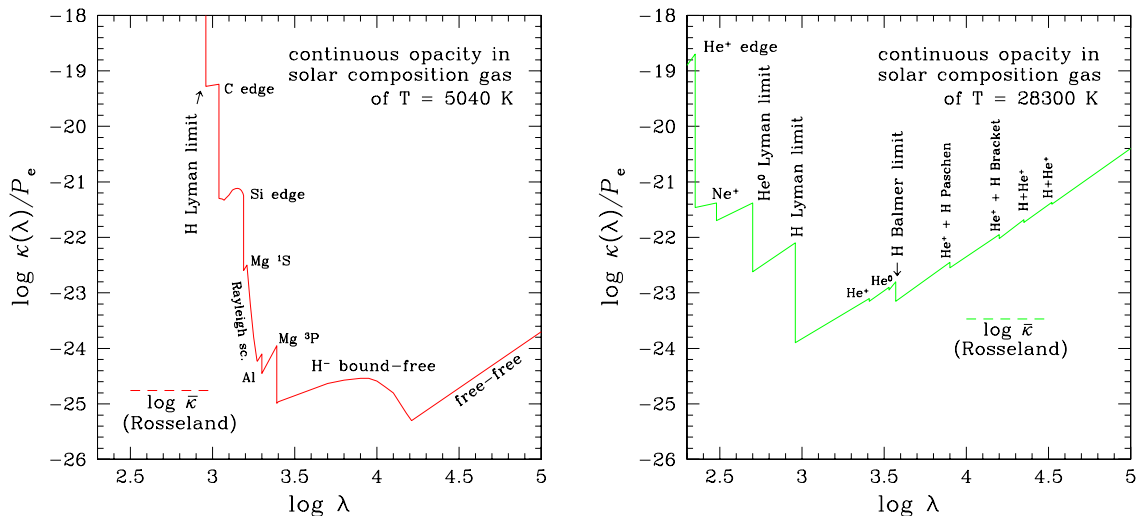 continuous opacity in
solar composition gas
of T = 5040 K
H Lyman limit
C edge
Si edge
Mg ¹S
Rayleigh sc.
Al
Mg ³P
H⁻ bound-free
free-free
log κ̄
(Rosseland)
-18
-19
-20
-21
-22
-23
-24
-25
-26
2.5
3
3.5
4
4.5
5
log λ
log κ(λ)/Pₑ
continuous opacity in
solar composition gas
of T = 28300 K
He⁺ edge
Ne⁺
He⁰ Lyman limit
H Lyman limit
He⁺
He⁰
H Balmer limit
He⁺ + H Paschen
He⁺ + H Bracket
H+He⁺
H+He⁺
log κ̄
(Rosseland)
-18
-19
-20
-21
-22
-23
-24
-25
-26
2.5
3
3.5
4
4.5
5
log λ
log κ(λ)/Pₑ